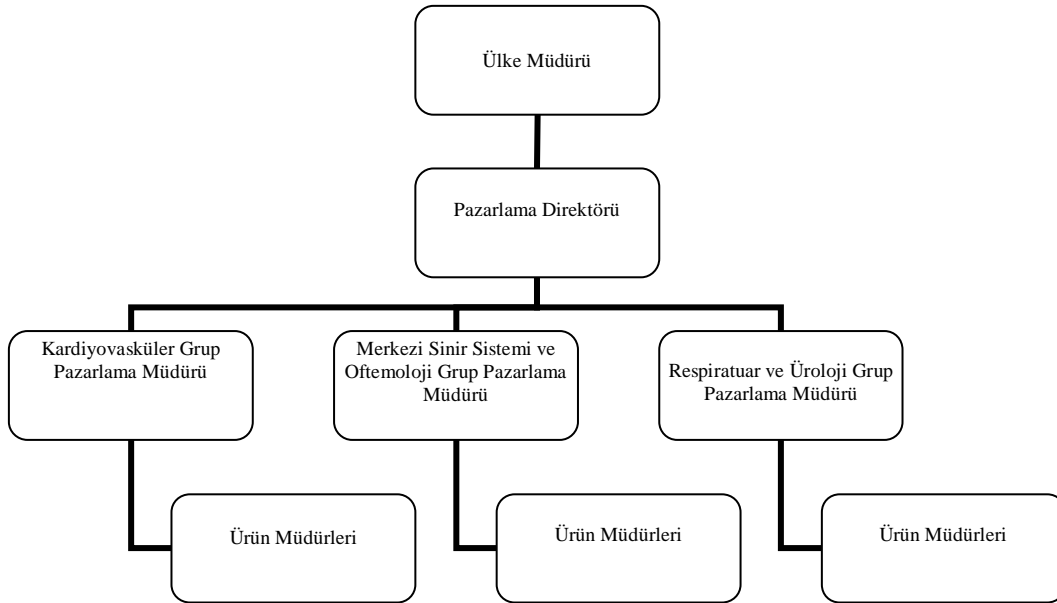 Ülke Müdürü
Pazarlama Direktörü
Kardiyovasküler Grup
Pazarlama Müdürü
Merkezi Sinir Sistemi ve
Oftemoloji Grup Pazarlama
Müdürü
Respiratuar ve Üroloji Grup
Pazarlama Müdürü
Ürün Müdürleri
Ürün Müdürleri
Ürün Müdürleri